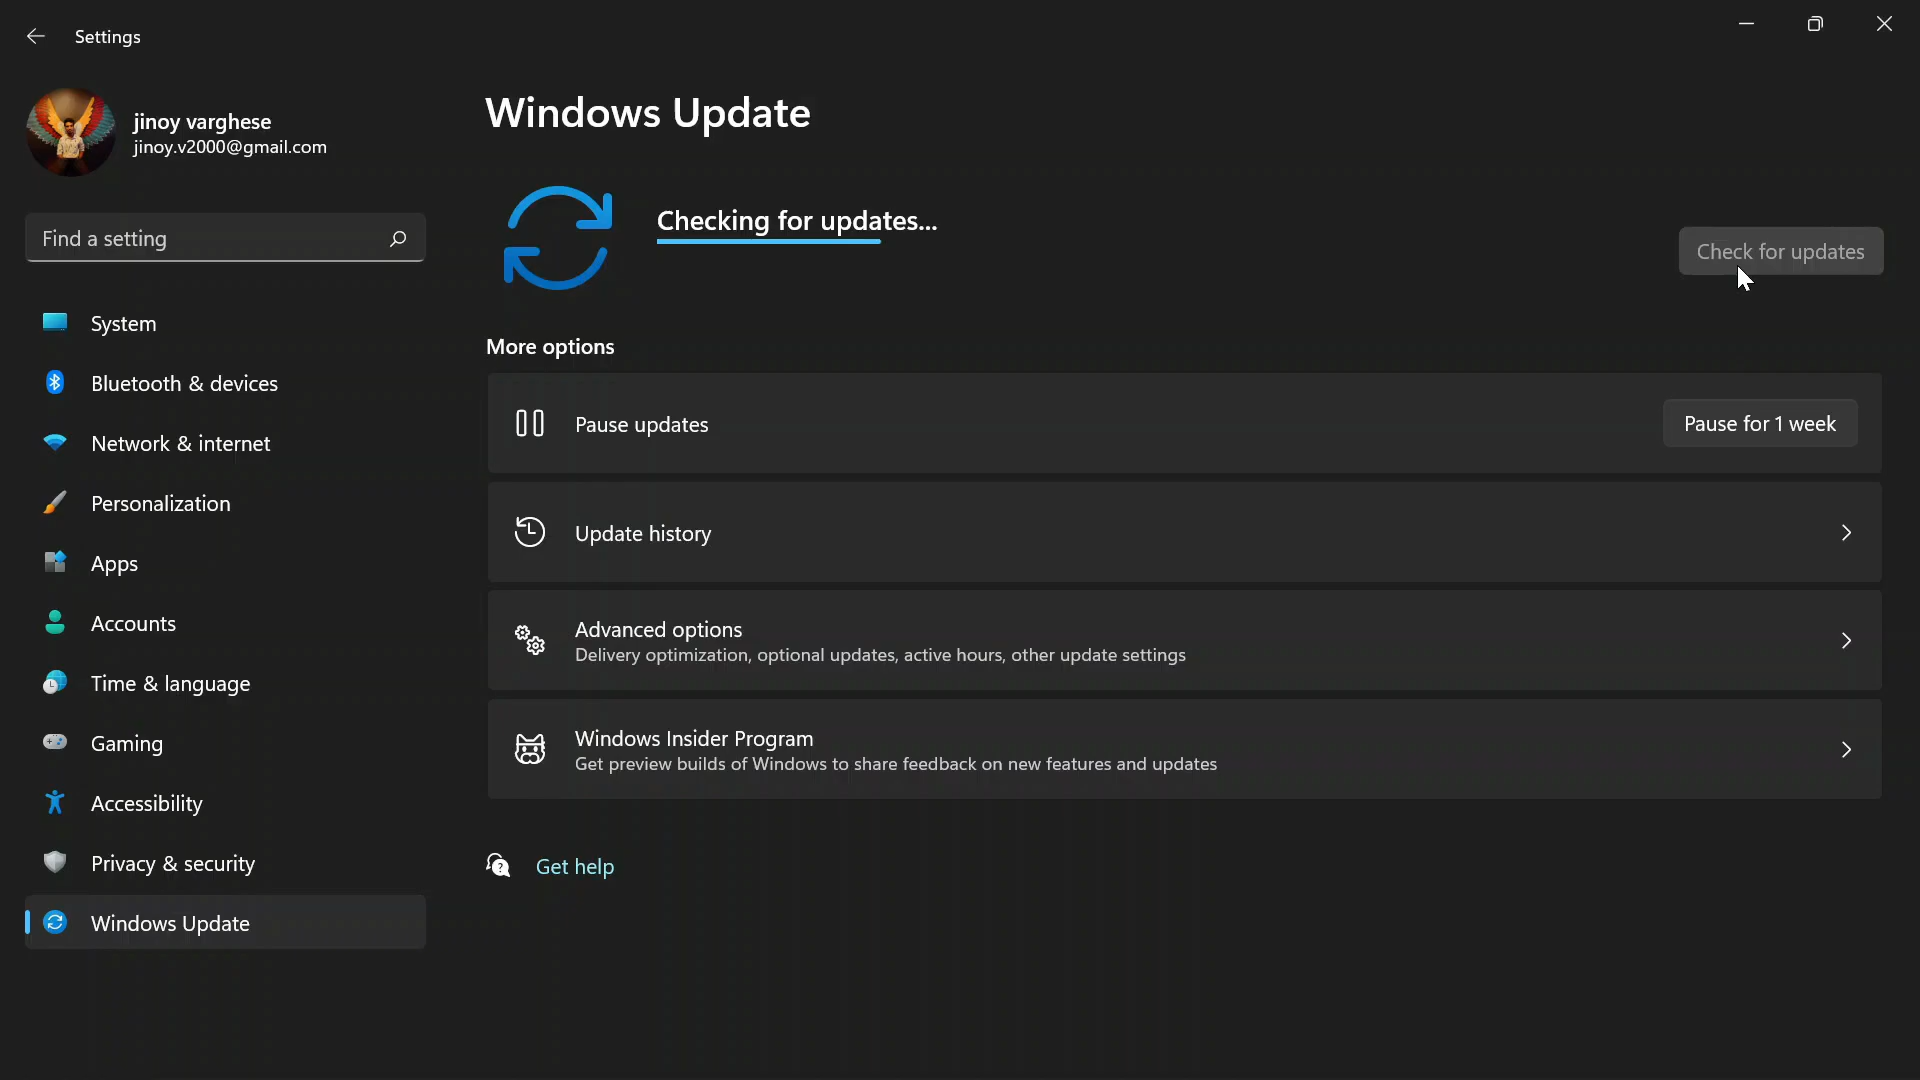 Settings
jinoy varghese
jinoy.v2000@gmail.com
Find a setting
System
Bluetooth & devices
Network & internet
Personalization
Apps
Accounts
Time & language
Gaming
Accessibility
Privacy & security
Windows Update
Windows Update
Checking for updates...
Check for updates
More options
Pause updates
Pause for 1 week
Update history
Advanced options
Delivery optimization, optional updates, active hours, other update settings
Windows Insider Program
Get preview builds of Windows to share feedback on new features and updates
Get help